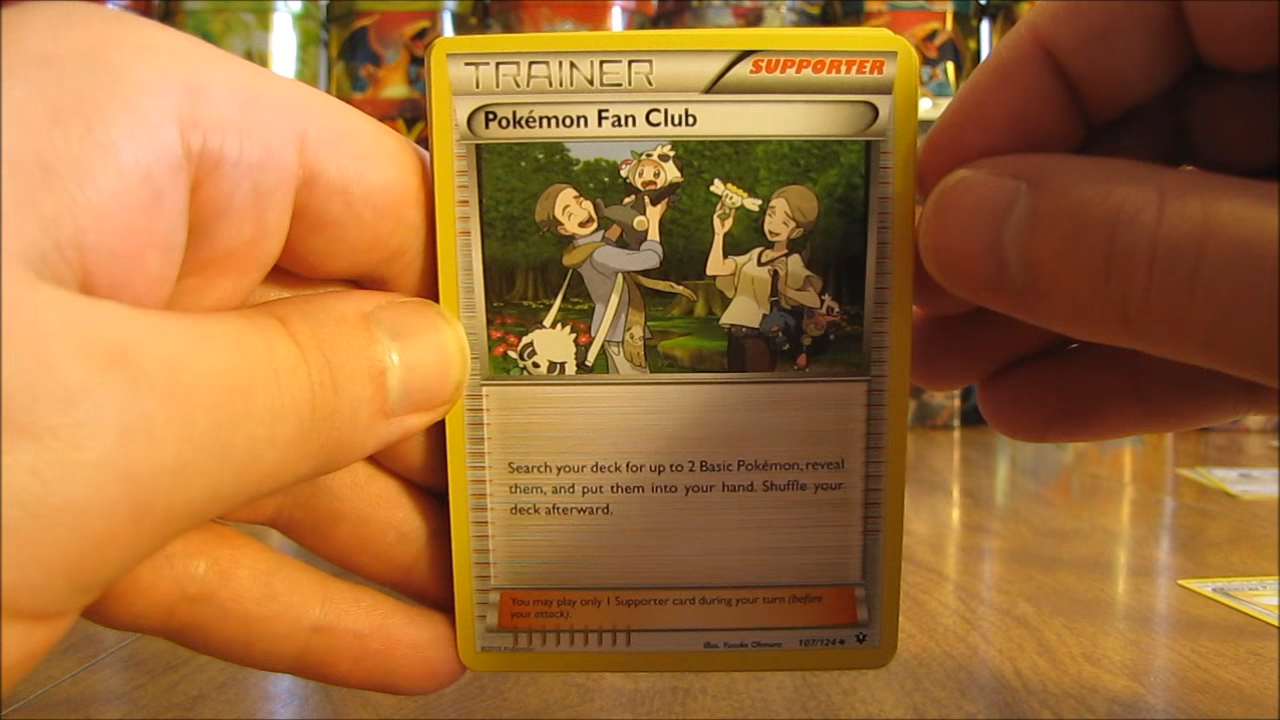 TRAINER SUPPORTER
Pokémon Fan Club
Search your deck for up to 2 Basic Pokémon, reveal
them, and put them into your hand. Shuffle your
deck afterward.
You may play only 1 Supporter card during your turn (before
your attack).
Illus. Yusuke Ohmura 107/124